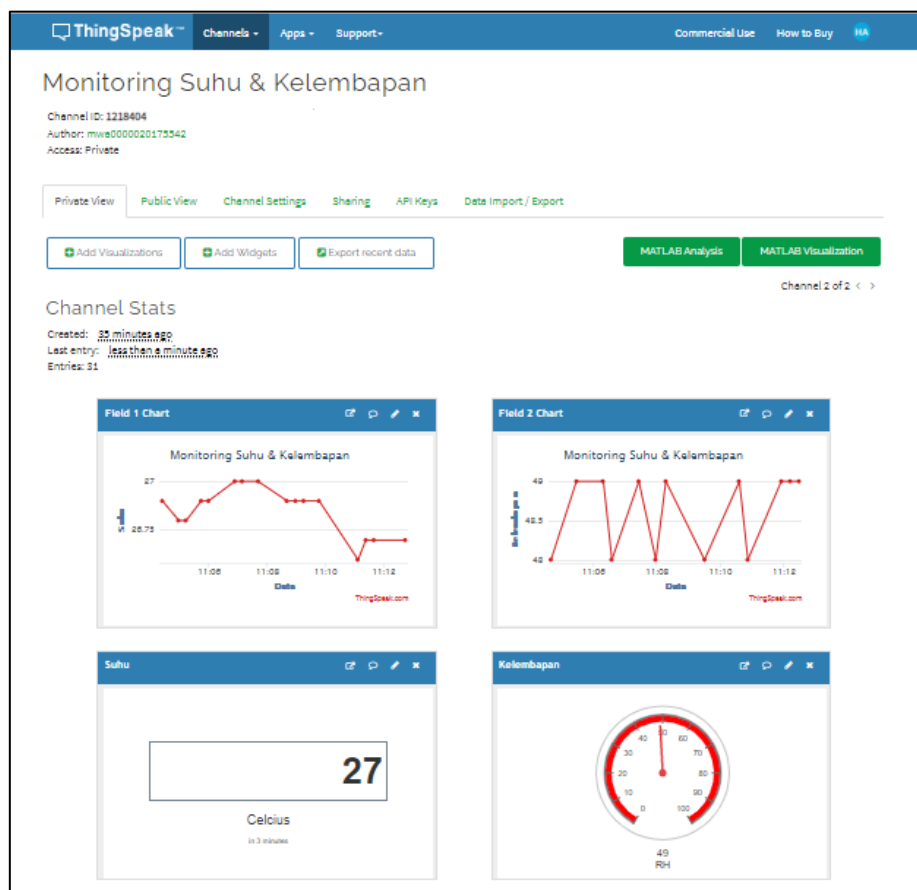 ThingSpeak™ Channels Apps Support Commercial Use How to Buy HA
Monitoring Suhu & Kelembapan
Channel ID: 1218404
Author: mwa0000020175542
Access: Private
Private View Public View Channel Settings Sharing API Keys Data Import / Export
Add Visualizations Add Widgets Export recent data MATLAB Analysis MATLAB Visualization
Channel 2 of 2 < >
Channel Stats
Created: 35 minutes ago
Last entry: less than a minute ago
Entries: 31
Field 1 Chart
Monitoring Suhu & Kelembapan
27
26.75
Suhu
11:06 11:08 11:10 11:12
Date
ThingSpeak.com
Field 2 Chart
Monitoring Suhu & Kelembapan
49
48.5
48
Kelembapan
11:06 11:08 11:10 11:12
Date
ThingSpeak.com
Suhu
27
Celcius
in 3 minutes
Kelembapan
0 10 20 30 40 50 60 70 80 90 100
49
RH